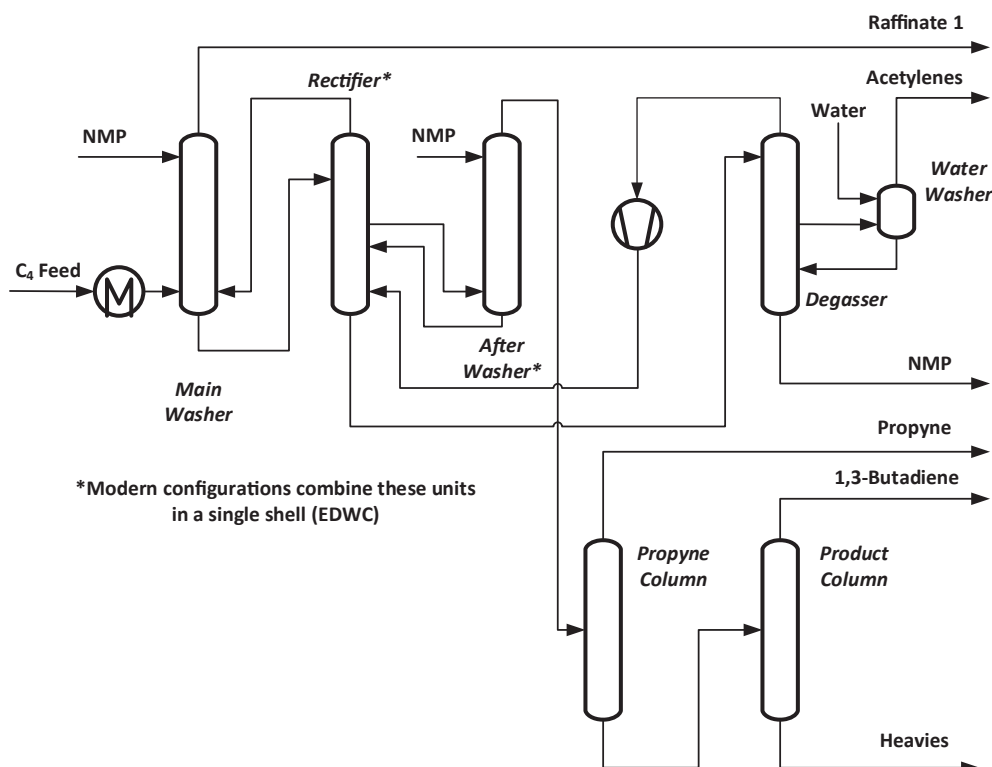 Raffinate 1
Rectifier*
Acetylenes
Water
NMP
NMP
Water
Washer
C₄ Feed
M
Degasser
After
Washer*
Main
Washer
NMP
Propyne
1,3-Butadiene
*Modern configurations combine these units
in a single shell (EDWC)
Propyne
Column
Product
Column
Heavies